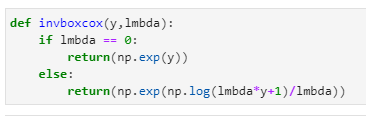 def invboxcox(y,lmbda):
    if lmbda == 0:
        return(np.exp(y))
    else:
        return(np.exp(np.log(lmbda*y+1)/lmbda))